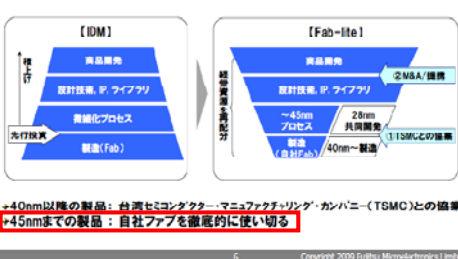 【IDM】
【Fab-lite】
積上げ
商品開発
設計技術, IP, ライブラリ
微細化プロセス
先行投資
製造(Fab)
経営資源を再配分
商品開発
②M&A/提携
設計技術, IP, ライブラリ
~45nm
プロセス
28nm
共同開発
①TSMCとの協業
製造
(自社Fab)
40nm~製造
40nm以降の製品: 台湾セミコンダクター・マニュファクチャリング・カンパニー(TSMC)との協業
45nmまでの製品 : 自社ファブを徹底的に使い切る
5
Copyright 2009 Fujitsu Microelectronics Limi